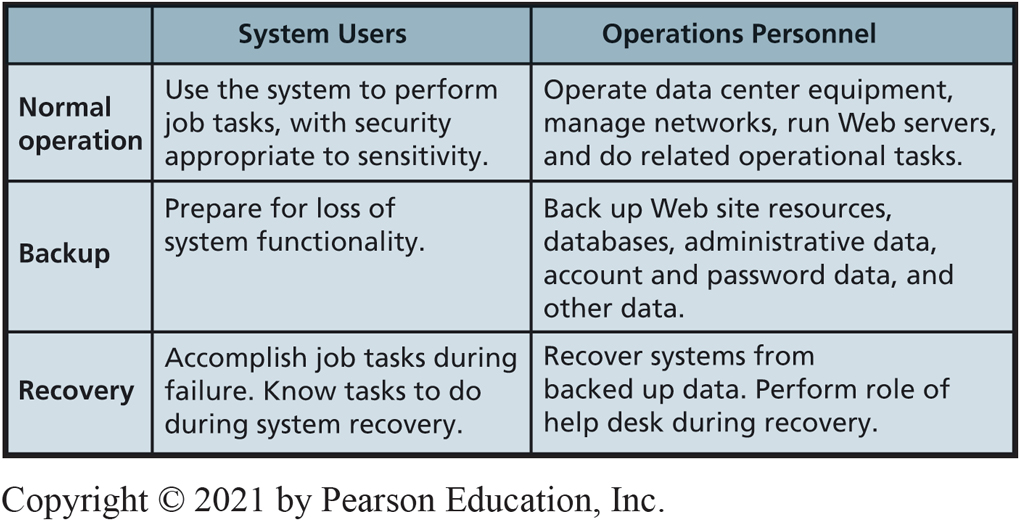 System Users
Operations Personnel
Normal
operation
Use the system to perform
job tasks, with security
appropriate to sensitivity.
Operate data center equipment,
manage networks, run Web servers,
and do related operational tasks.
Backup
Prepare for loss of
system functionality.
Back up Web site resources,
databases, administrative data,
account and password data, and
other data.
Recovery
Accomplish job tasks during
failure. Know tasks to do
during system recovery.
Recover systems from
backed up data. Perform role of
help desk during recovery.
Copyright © 2021 by Pearson Education, Inc.